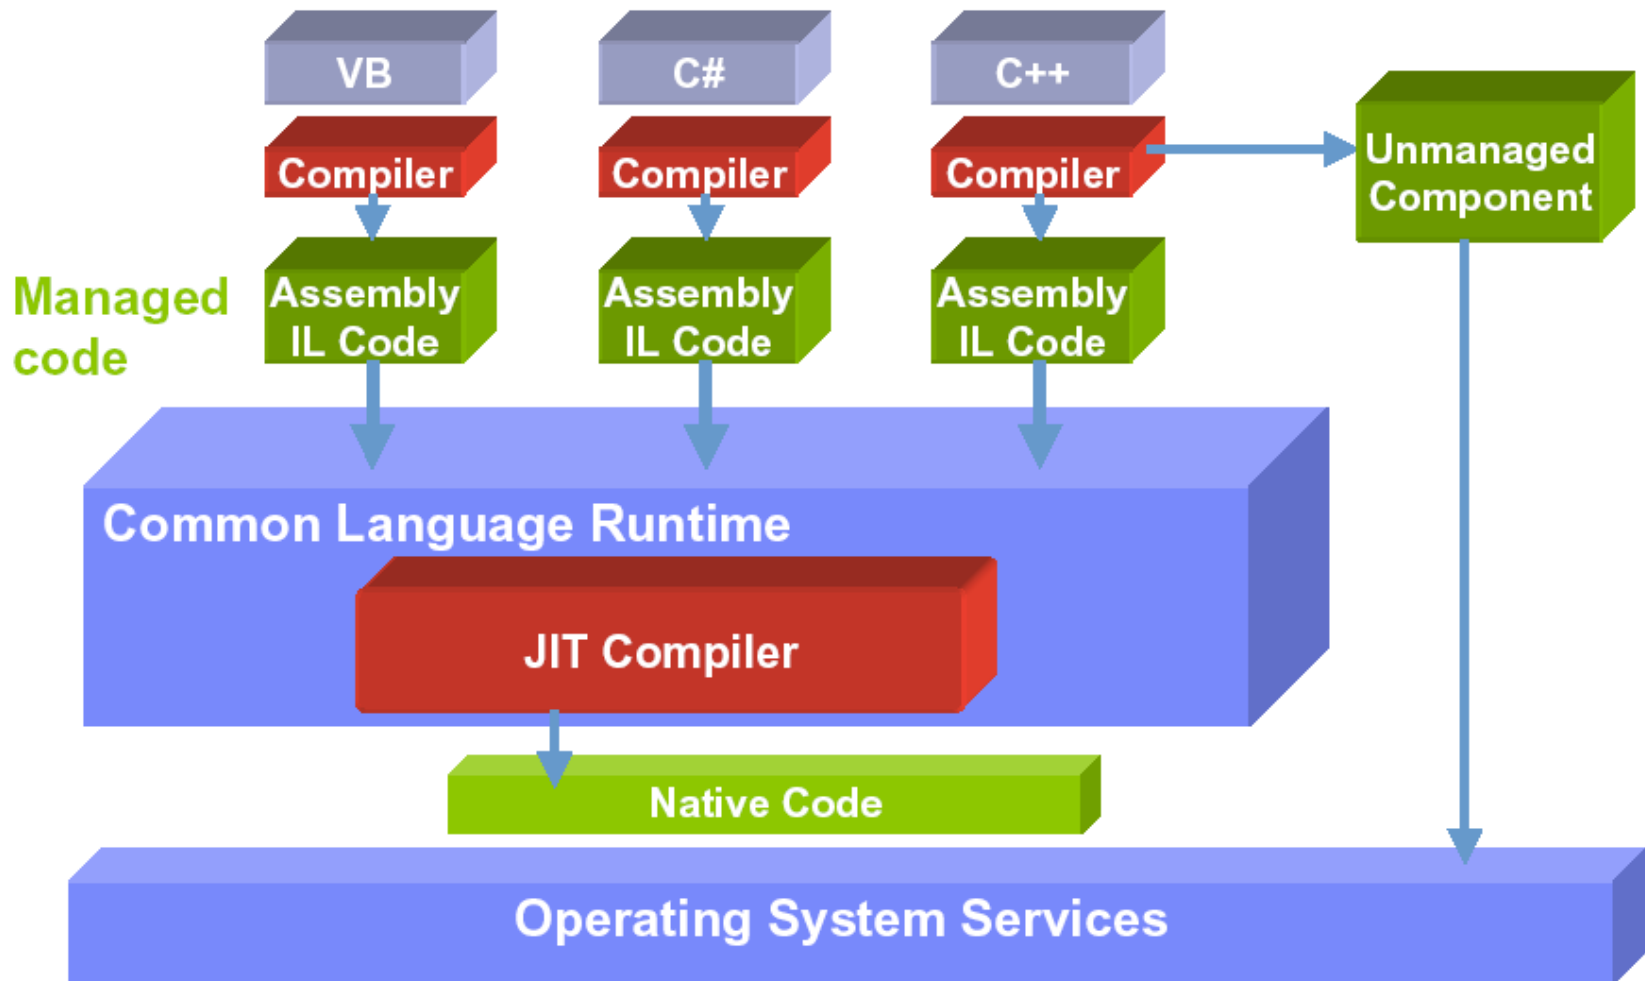 VB
C#
C++
Compiler
Compiler
Compiler
Unmanaged
Component
Managed
code
Assembly
IL Code
Assembly
IL Code
Assembly
IL Code
Common Language Runtime
JIT Compiler
Native Code
Operating System Services